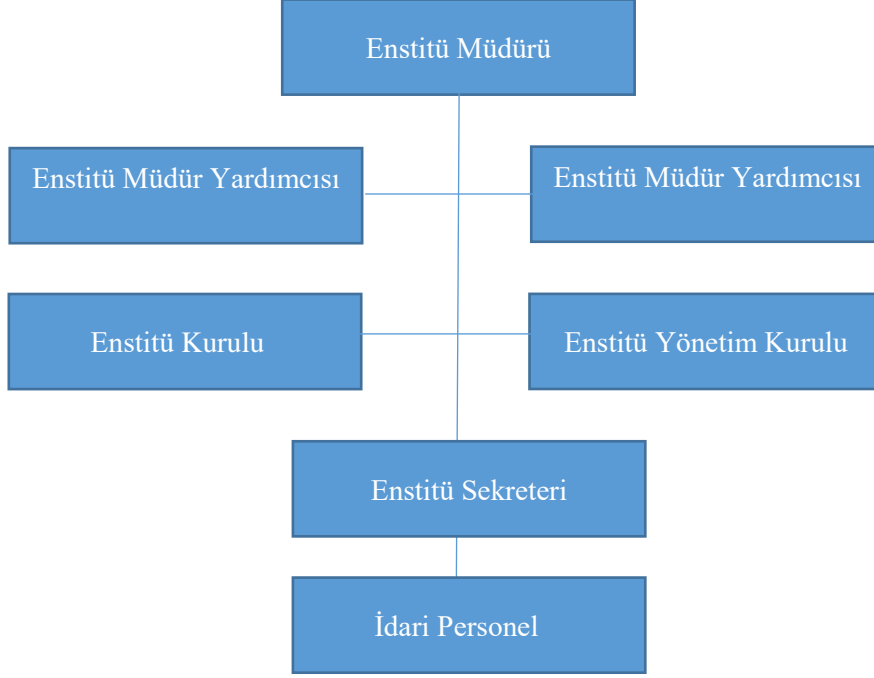 Enstitü Müdürü
Enstitü Müdür Yardımcısı
Enstitü Müdür Yardımcısı
Enstitü Kurulu
Enstitü Yönetim Kurulu
Enstitü Sekreteri
İdari Personel